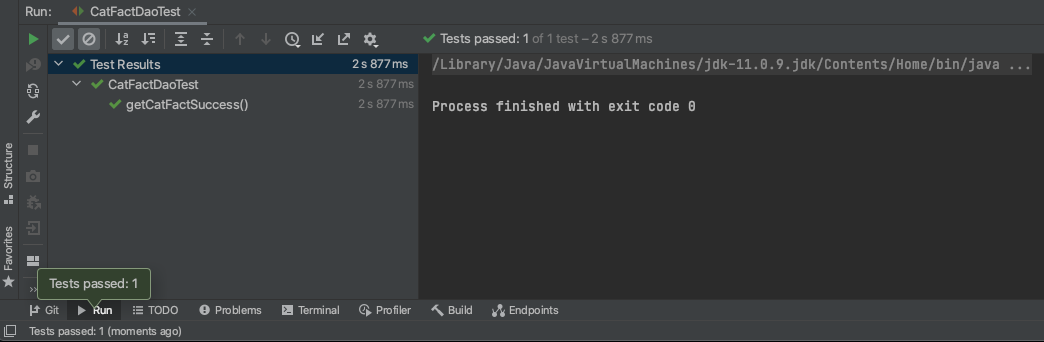 Run: CatFactDaoTest ×
Tests passed: 1 of 1 test – 2 s 877 ms
Test Results 2 s 877 ms
CatFactDaoTest 2 s 877 ms
getCatFactSuccess() 2 s 877 ms
/Library/Java/JavaVirtualMachines/jdk-11.0.9.jdk/Contents/Home/bin/java ...
Process finished with exit code 0
Structure
Favorites
Tests passed: 1
Git Run TODO Problems Terminal Profiler Build Endpoints
Tests passed: 1 (moments ago)